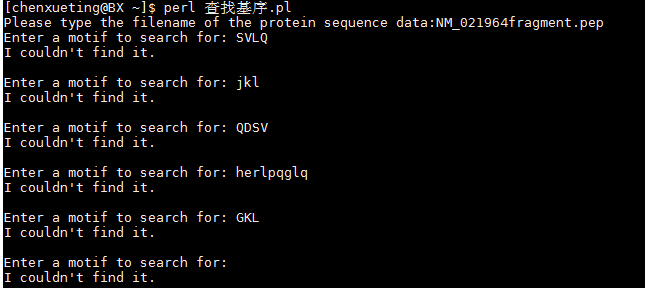 [chenxueting@BX ~]$ perl 查找基序.pl
Please type the filename of the protein sequence data:NM_021964fragment.pep
Enter a motif to search for: SVLQ
I couldn't find it.
Enter a motif to search for: jkl
I couldn't find it.
Enter a motif to search for: QDSV
I couldn't find it.
Enter a motif to search for: herlpqglq
I couldn't find it.
Enter a motif to search for: GKL
I couldn't find it.
Enter a motif to search for:
I couldn't find it.